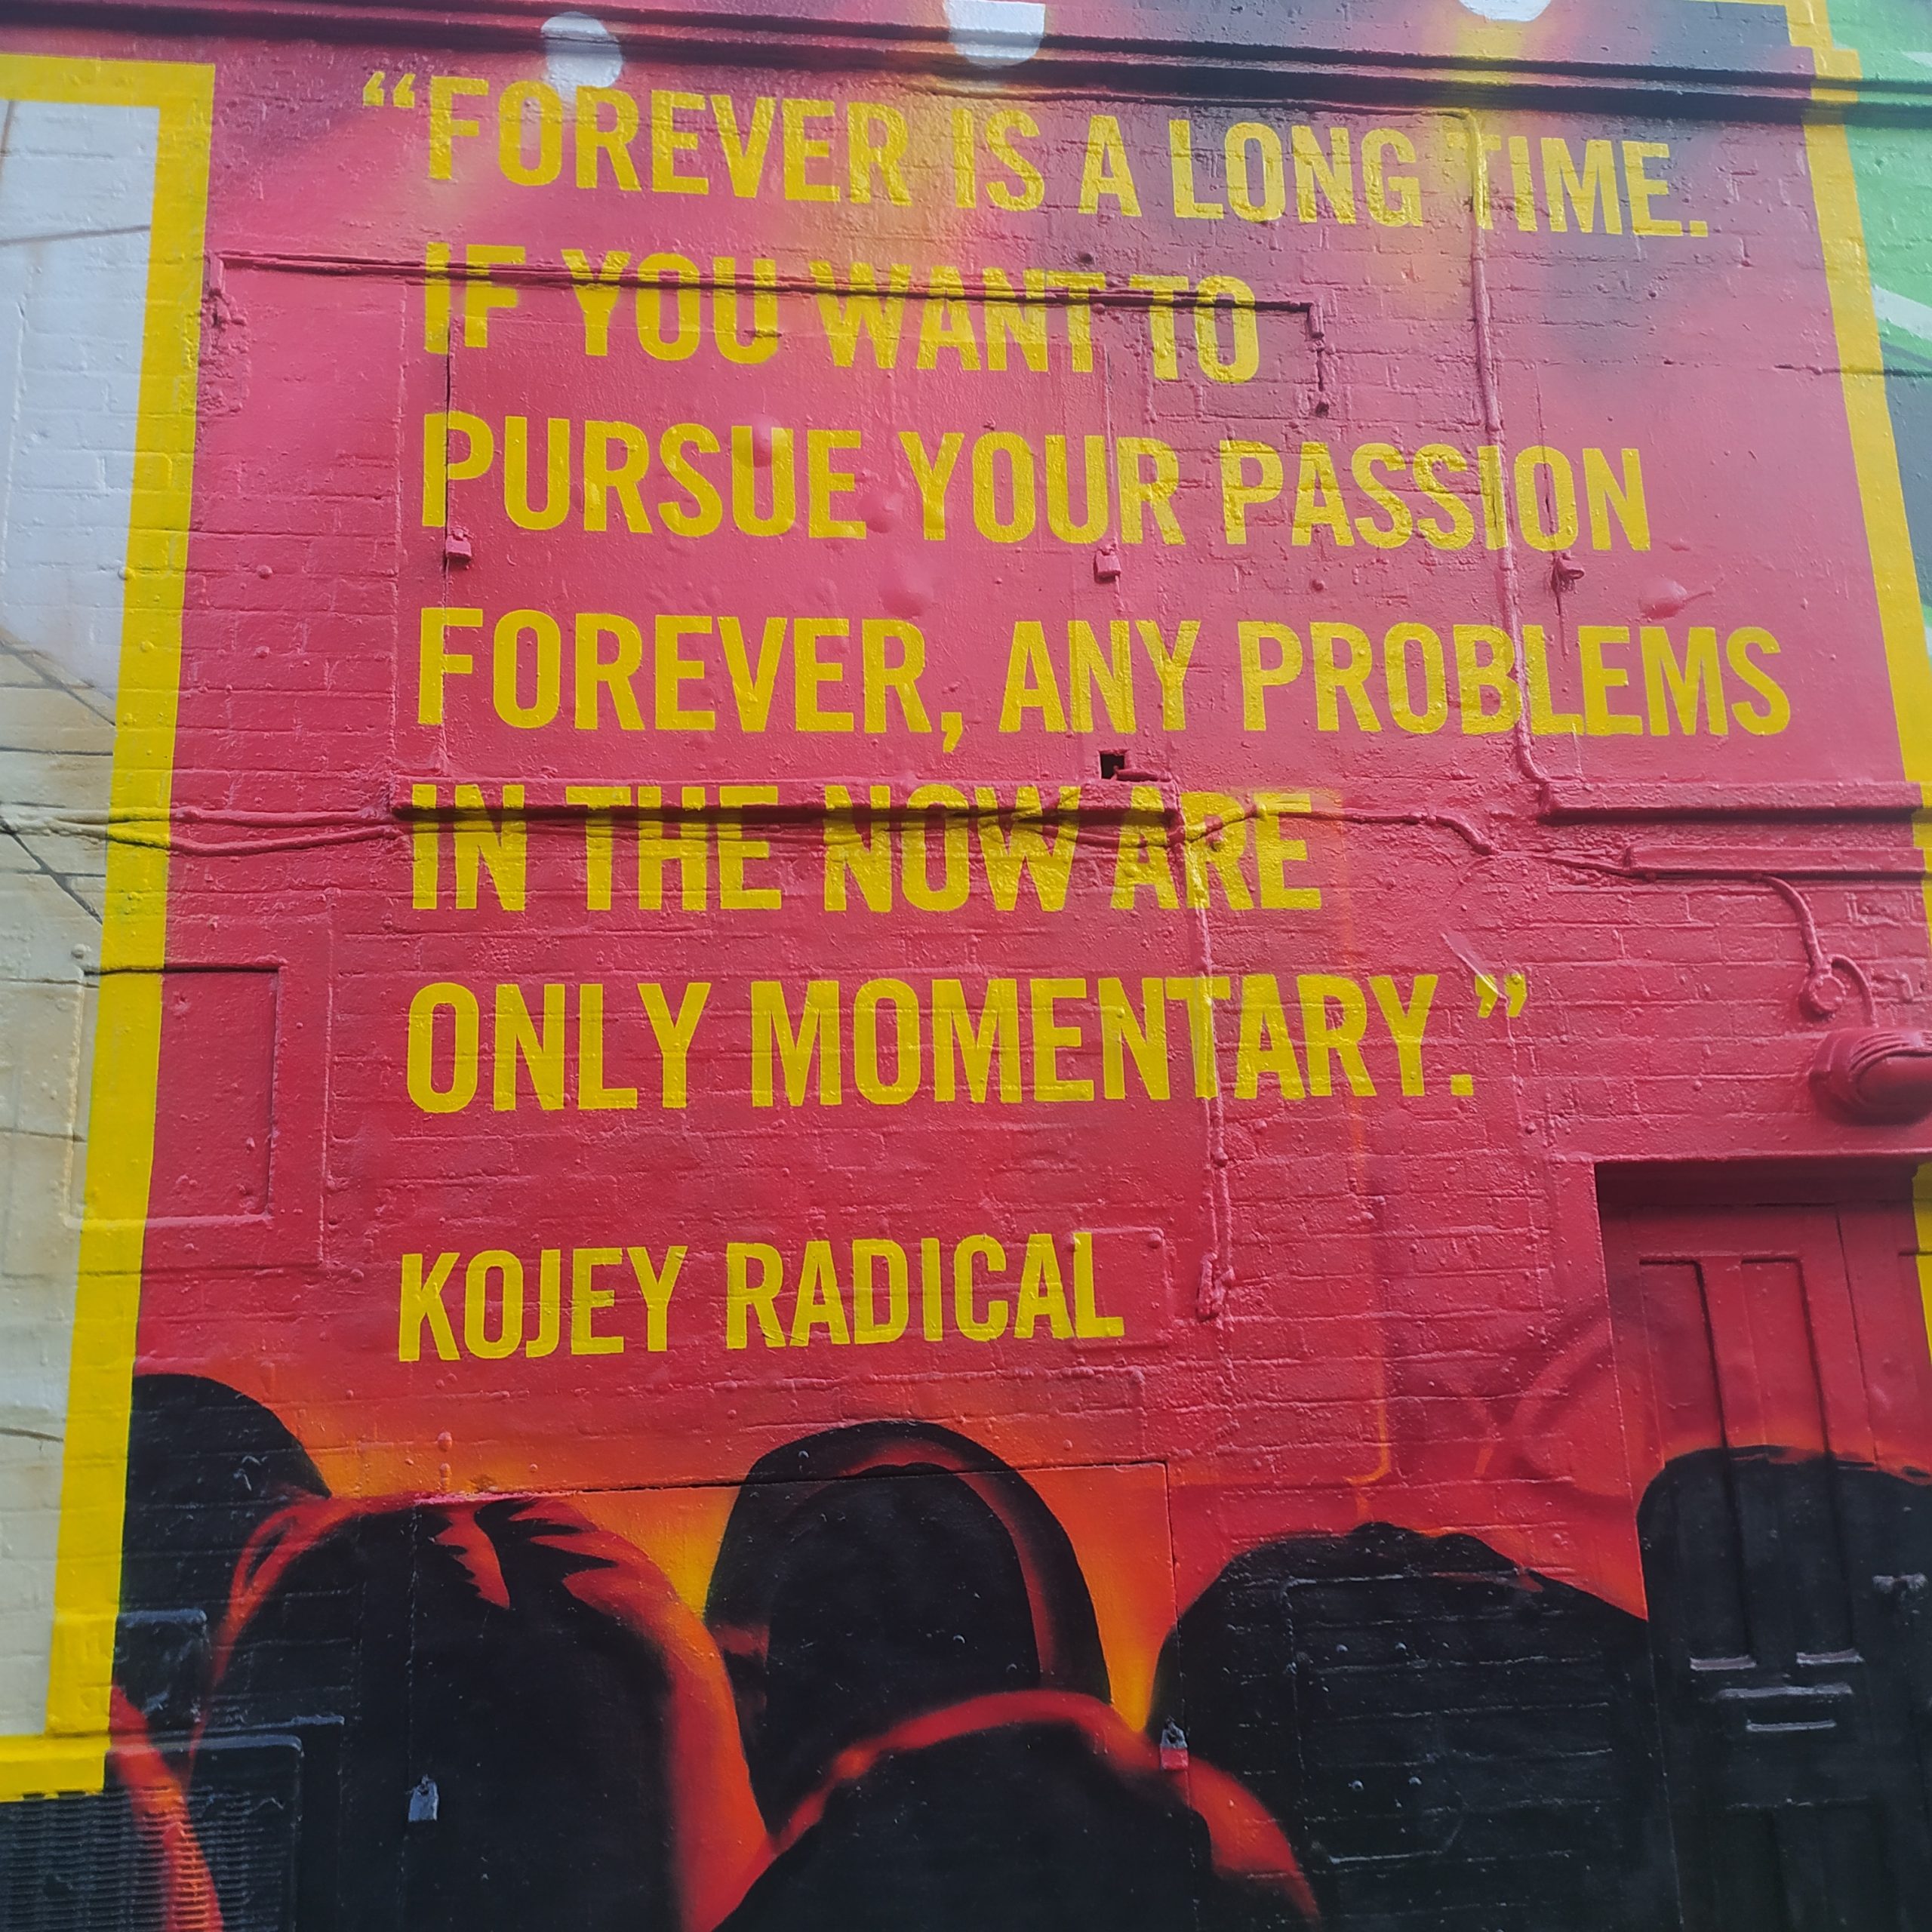 “FOREVER IS A LONG TIME.
IF YOU WANT TO
PURSUE YOUR PASSION
FOREVER, ANY PROBLEMS
IN THE NOW ARE
ONLY MOMENTARY.”
KOJEY RADICAL